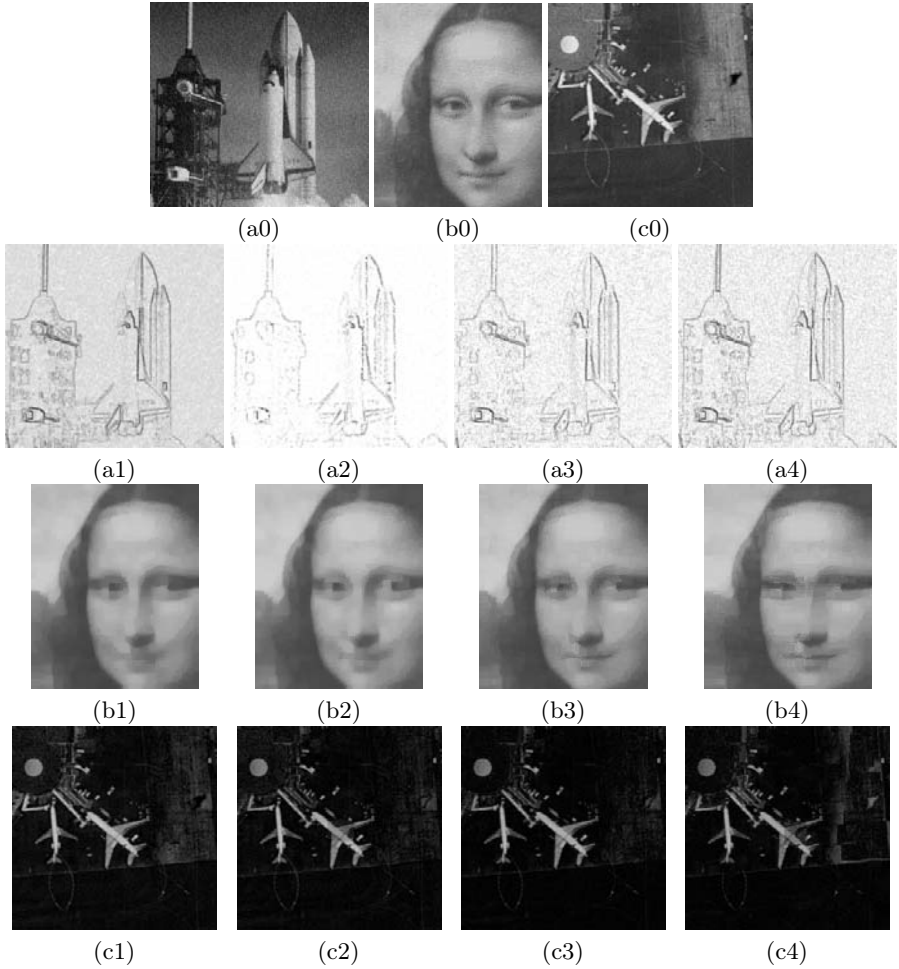 (a0) (b0) (c0)
(a1) (a2) (a3) (a4)
(b1) (b2) (b3) (b4)
(c1) (c2) (c3) (c4)